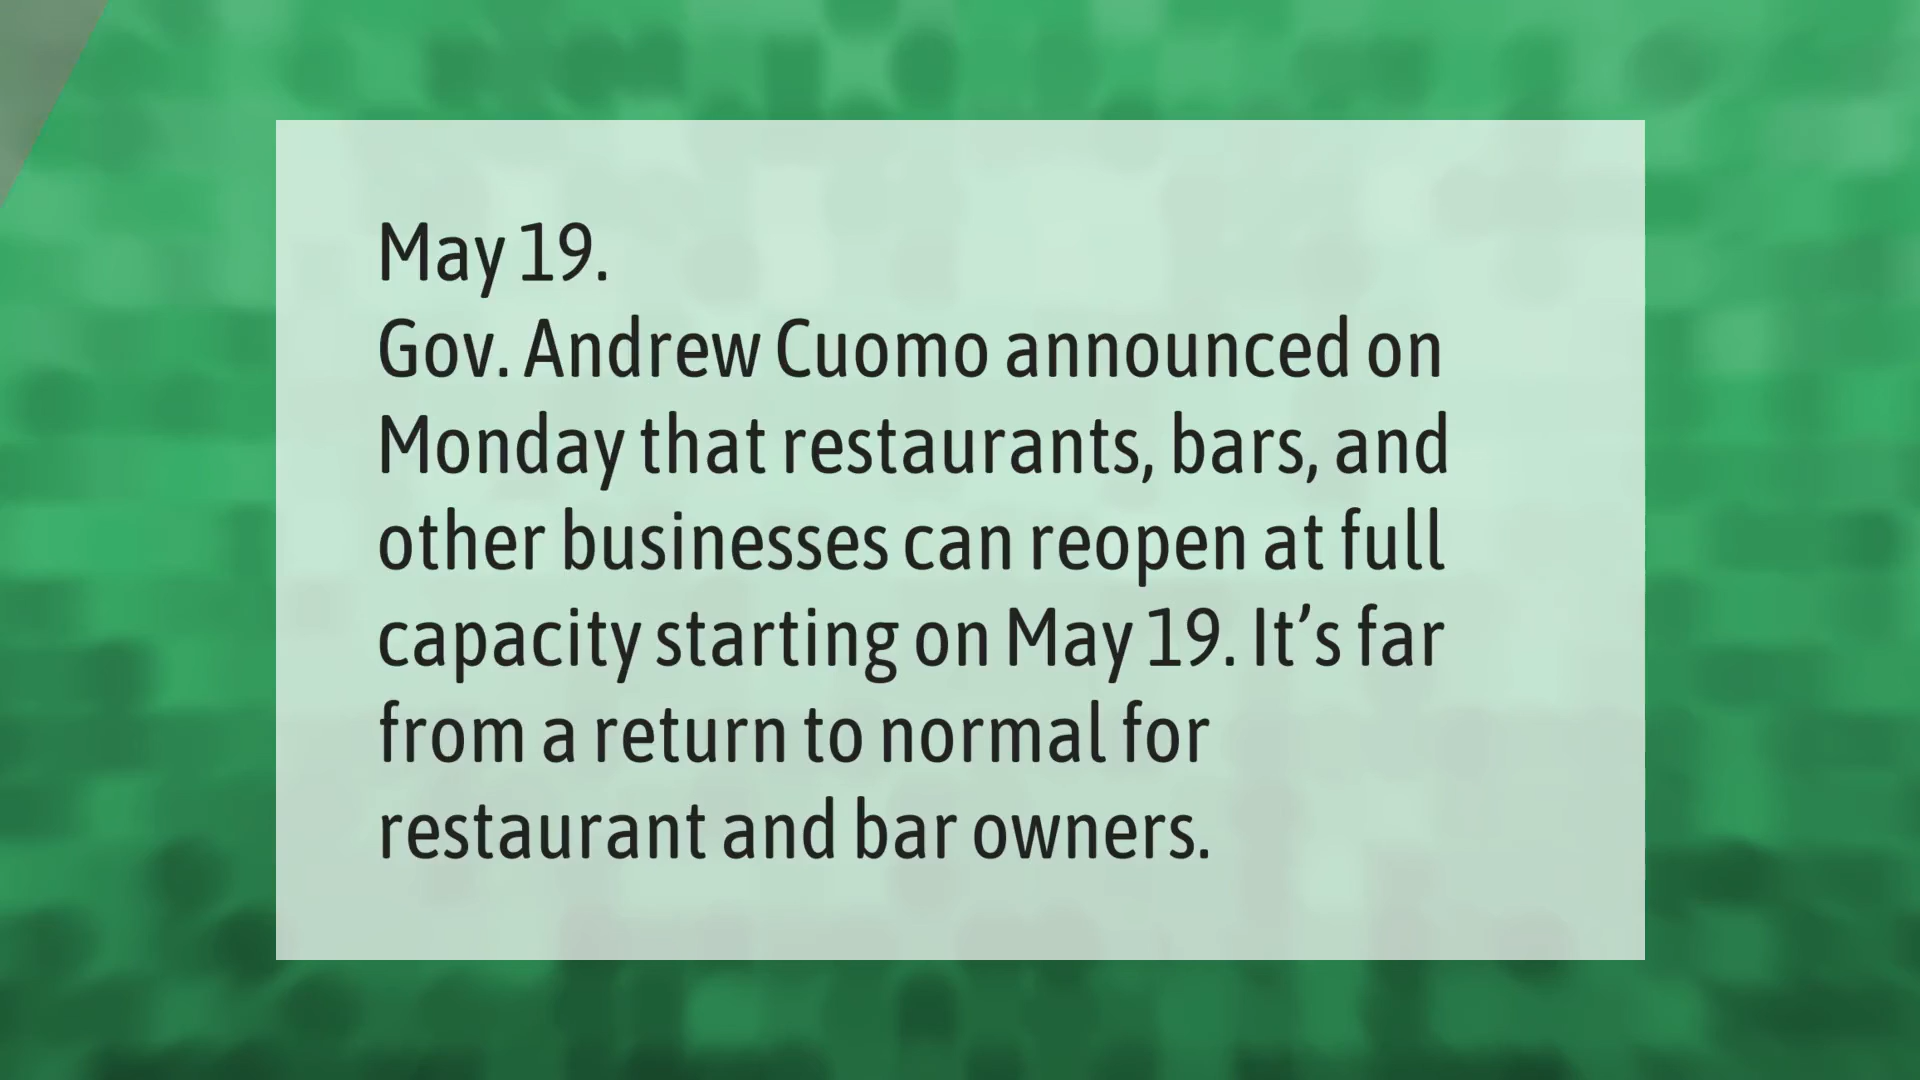 May 19.
Gov. Andrew Cuomo announced on
Monday that restaurants, bars, and
other businesses can reopen at full
capacity starting on May 19. It’s far
from a return to normal for
restaurant and bar owners.